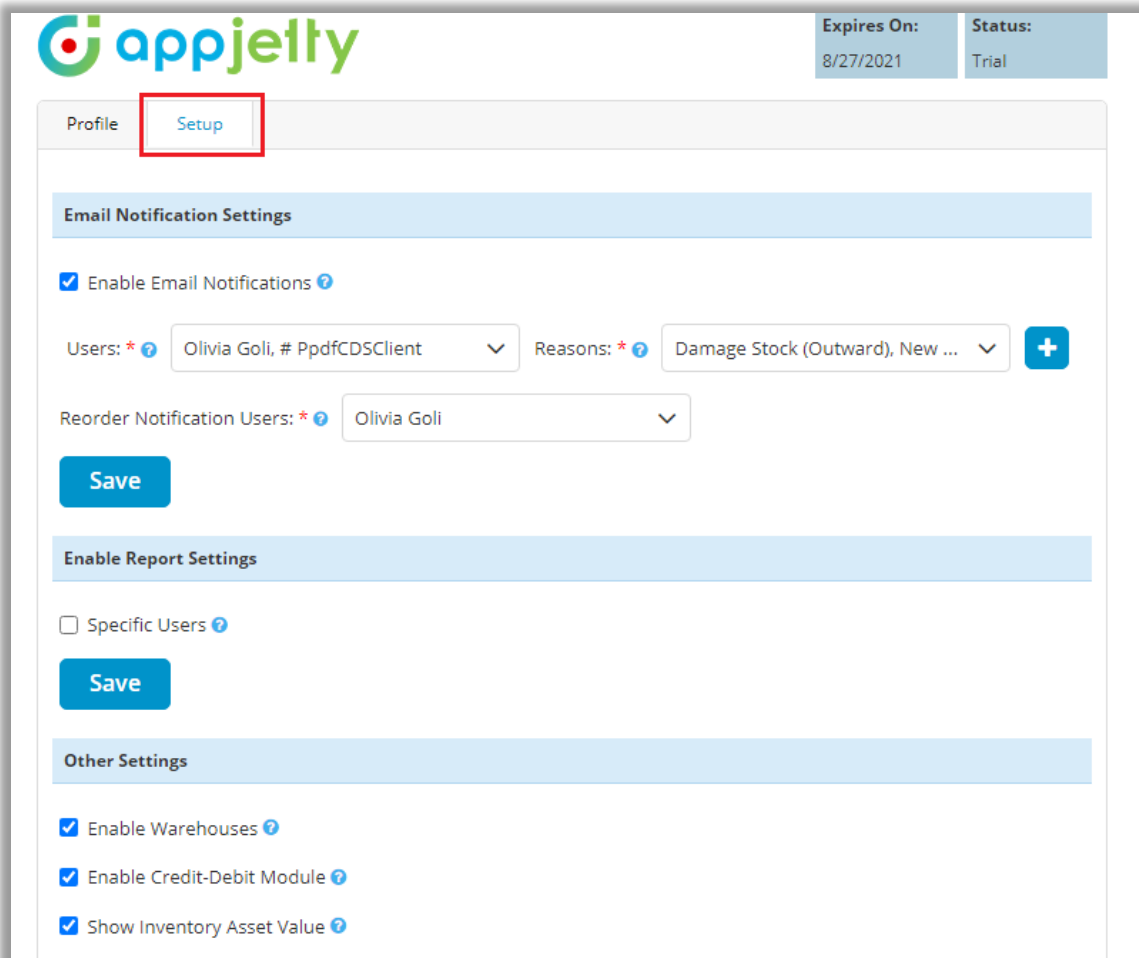 appjetty
Expires On: Status:
8/27/2021 Trial
Profile Setup
Email Notification Settings
Enable Email Notifications
Users: * Olivia Goli, # PpdfCDSClient Reasons: * Damage Stock (Outward), New ...
Reorder Notification Users: * Olivia Goli
Save
Enable Report Settings
Specific Users
Save
Other Settings
Enable Warehouses
Enable Credit-Debit Module
Show Inventory Asset Value